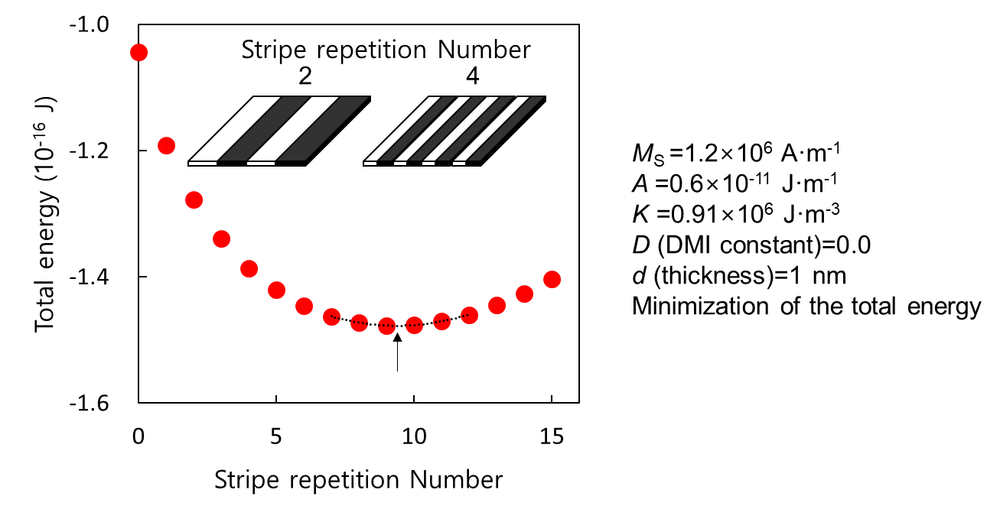 Stripe repetition Number
2 4
-1.0
-1.2
-1.4
-1.6
Total energy (10⁻¹⁶ J)
0 5 10 15
Stripe repetition Number
M_S =1.2×10⁶ A·m⁻¹
A =0.6×10⁻¹¹ J·m⁻¹
K =0.91×10⁶ J·m⁻³
D (DMI constant)=0.0
d (thickness)=1 nm
Minimization of the total energy